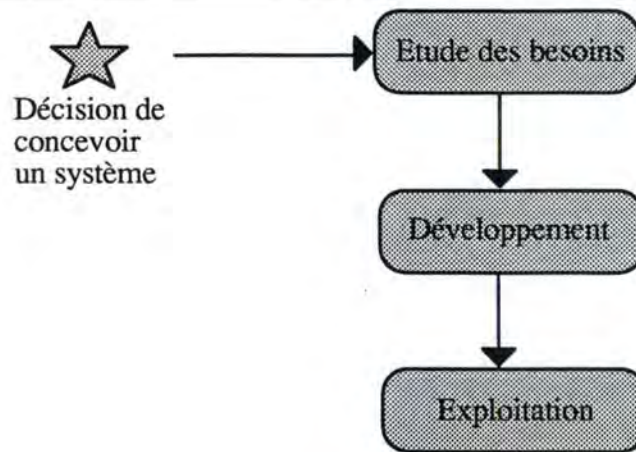 Etude des besoins
Décision de
concevoir
un système
Développement
Exploitation